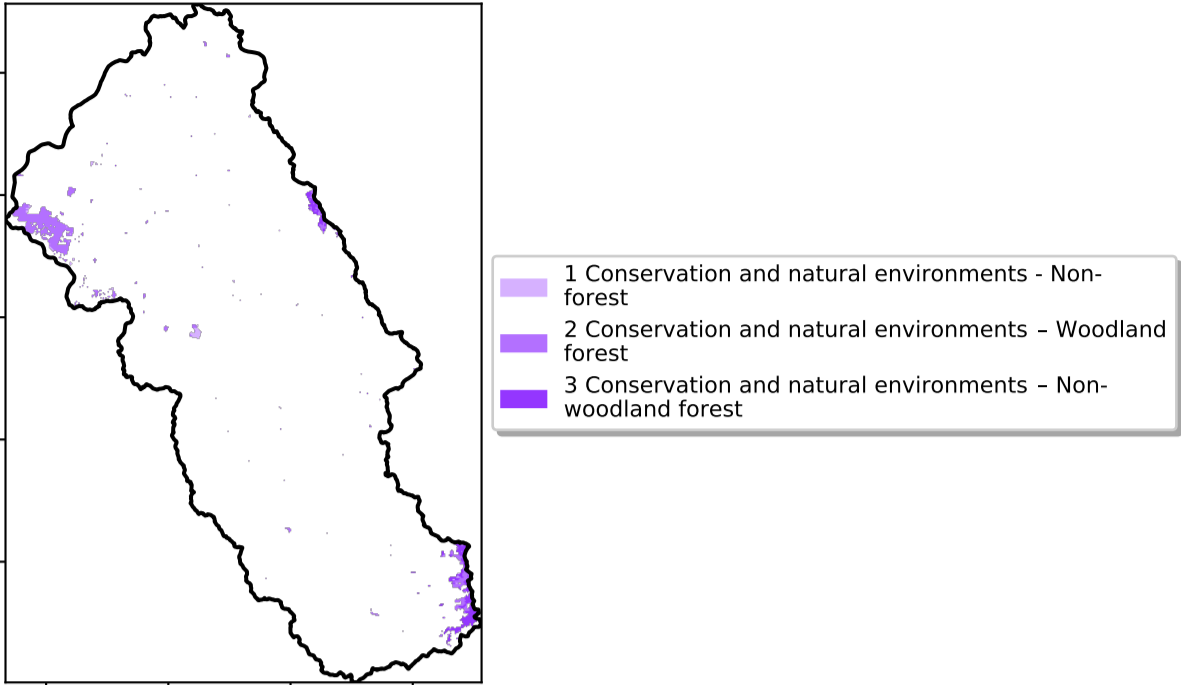 1 Conservation and natural environments - Non-
forest
2 Conservation and natural environments – Woodland
forest
3 Conservation and natural environments – Non-
woodland forest